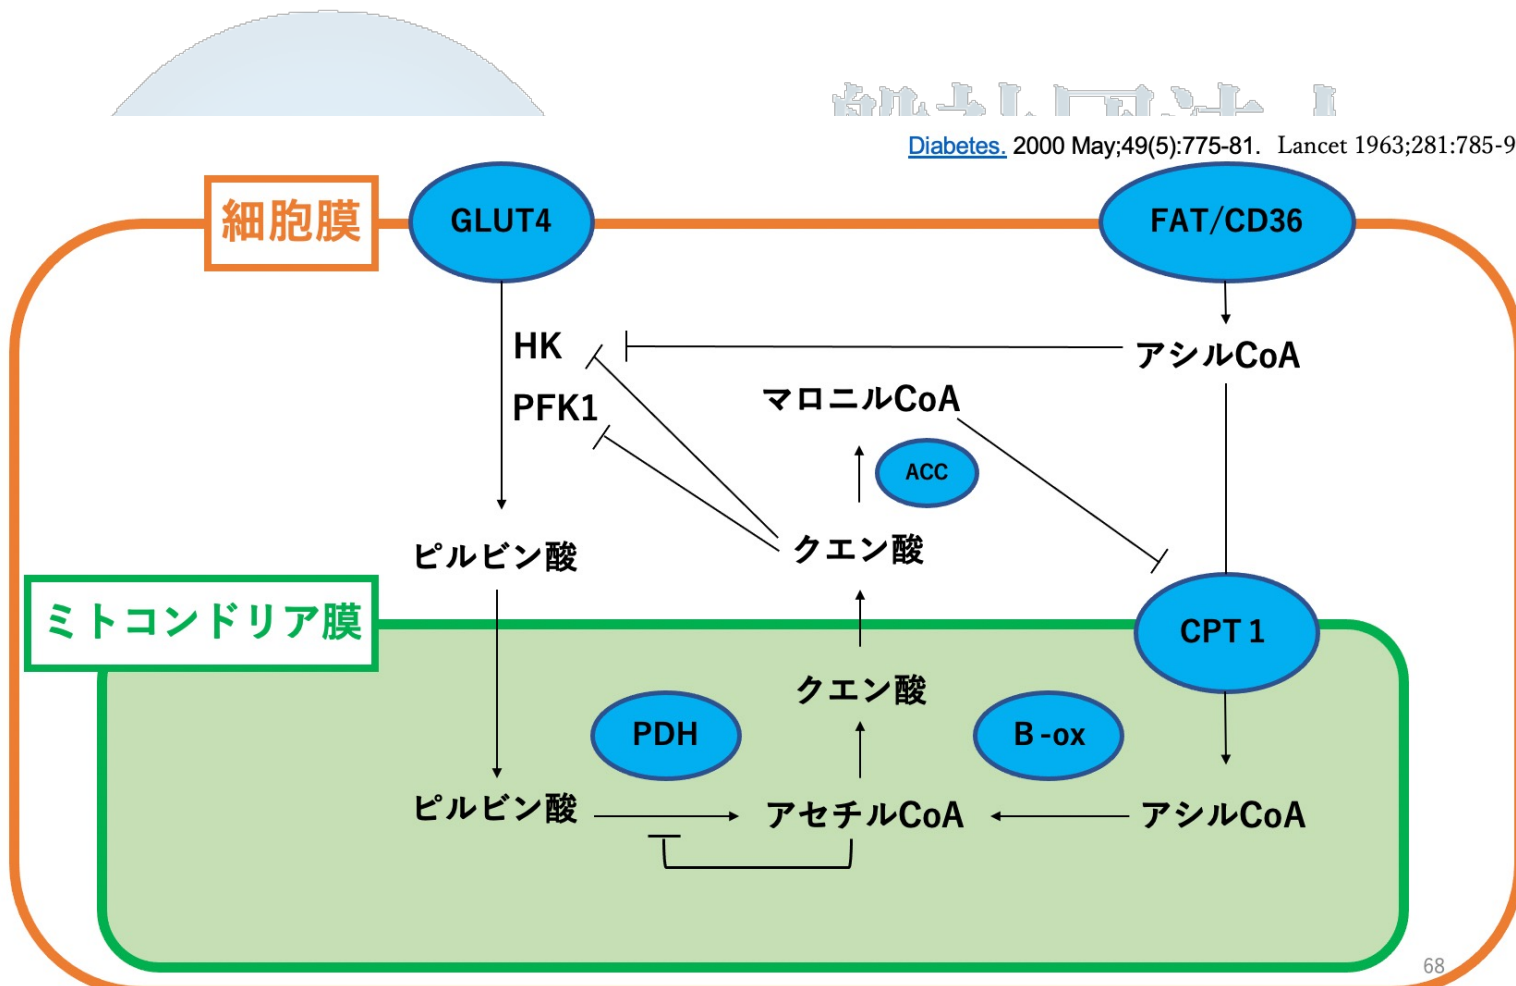 Diabetes. 2000 May;49(5):775-81. Lancet 1963;281:785-9
細胞膜
GLUT4
FAT/CD36
HK
アシルCoA
マロニルCoA
PFK1
ACC
ピルビン酸
クエン酸
ミトコンドリア膜
CPT 1
クエン酸
PDH
B -ox
ピルビン酸
アセチルCoA
アシルCoA
68